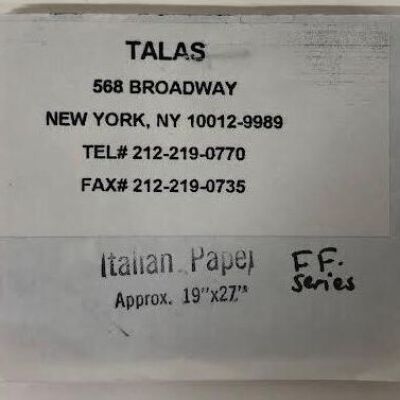 TALAS
568 BROADWAY
NEW YORK, NY 10012-9989
TEL# 212-219-0770
FAX# 212-219-0735
Italian Paper F.F.
Approx. 19"x27" series